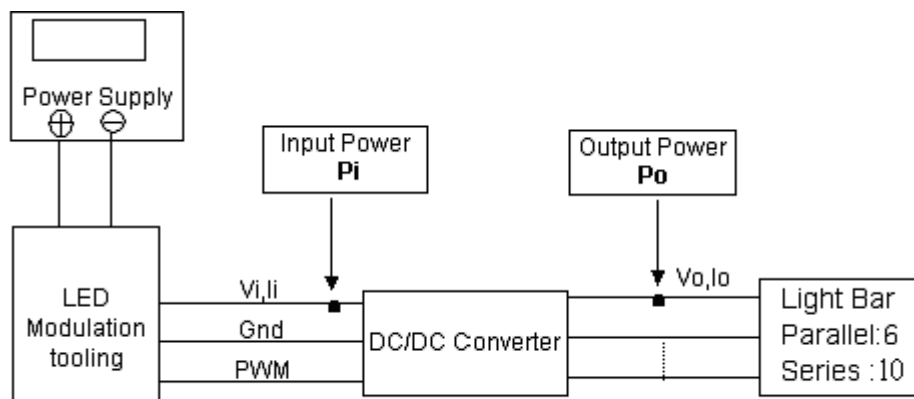 Power Supply
Input Power
Pi
Output Power
Po
LED
Modulation
tooling
Vi,Ii
Gnd
PWM
DC/DC Converter
Vo,Io
Light Bar
Parallel:6
Series :10